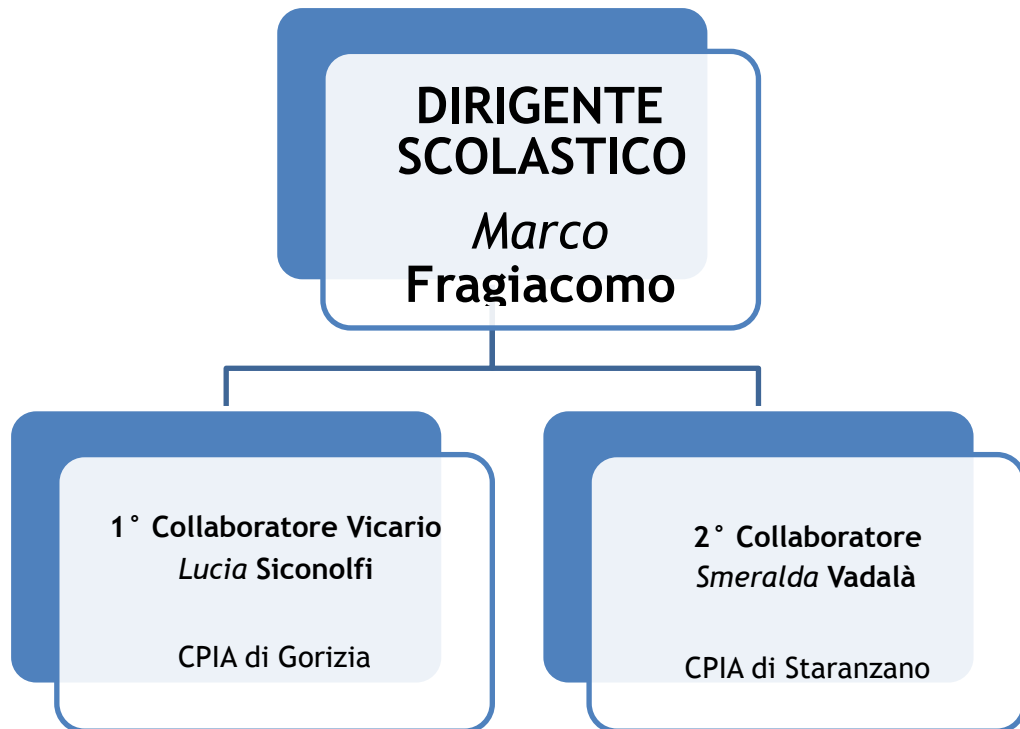 DIRIGENTE
SCOLASTICO
Marco
Fragiacomo
1° Collaboratore Vicario
Lucia Siconolfi
CPIA di Gorizia
2° Collaboratore
Smeralda Vadalà
CPIA di Staranzano